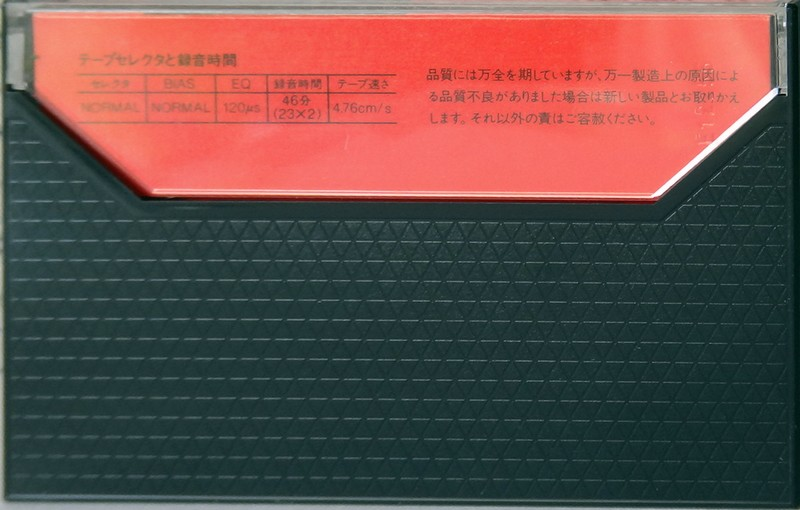 テープセレクタと録音時間
セレクタ BIAS EQ 録音時間 テープ速さ
NORMAL NORMAL 120μs 46分 (23×2) 4.76cm/s
品質には万全を期していますが、万一製造上の原因によ
る品質不良がありました場合は新しい製品とお取りかえ
します。それ以外の責はご容赦ください。